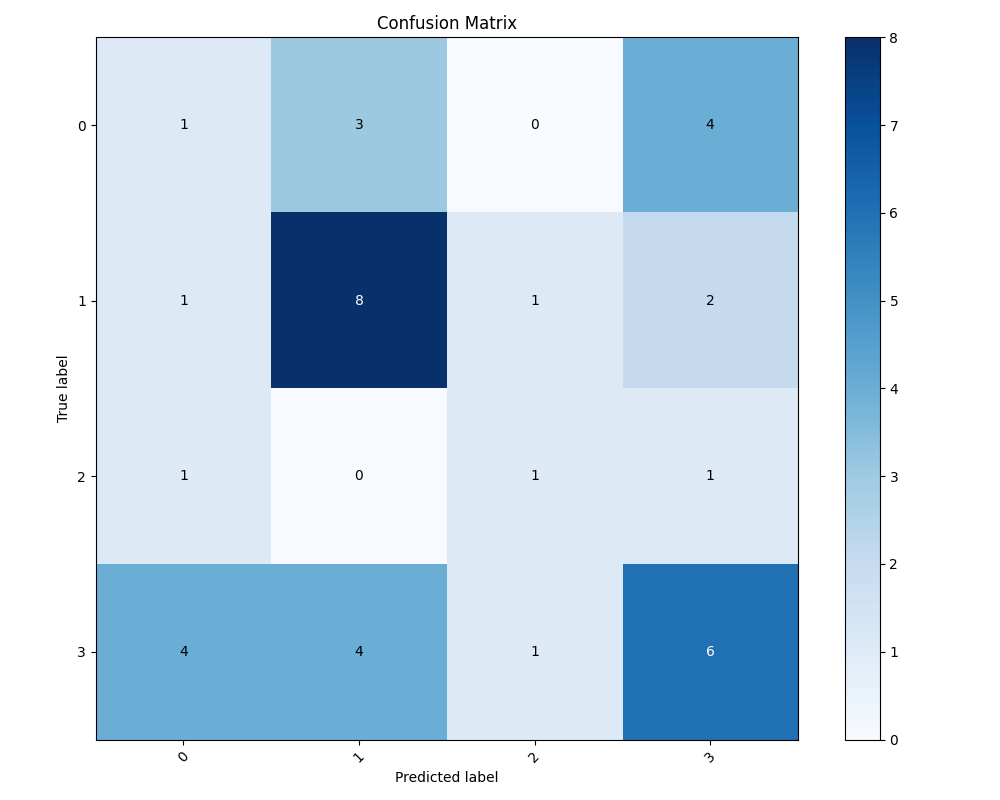 Confusion Matrix
8
0 1 3 0 4
7
6
1 1 8 1 2
5
True label
4
3
2 1 0 1 1
2
3 4 4 1 6
1
0
0 1 2 3
Predicted label